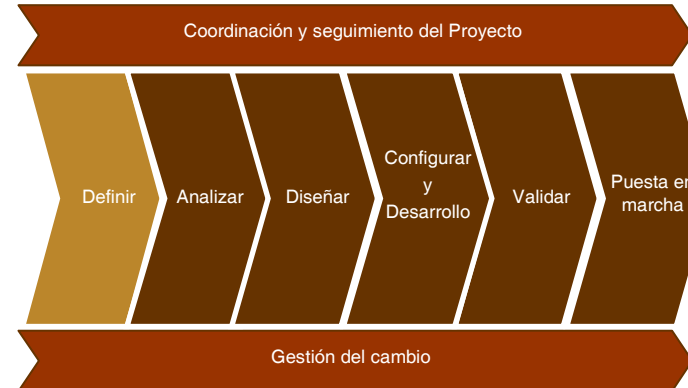 Coordinación y seguimiento del Proyecto
Definir
Analizar
Diseñar
Configurar
y
Desarrollo
Validar
Puesta en
marcha
Gestión del cambio